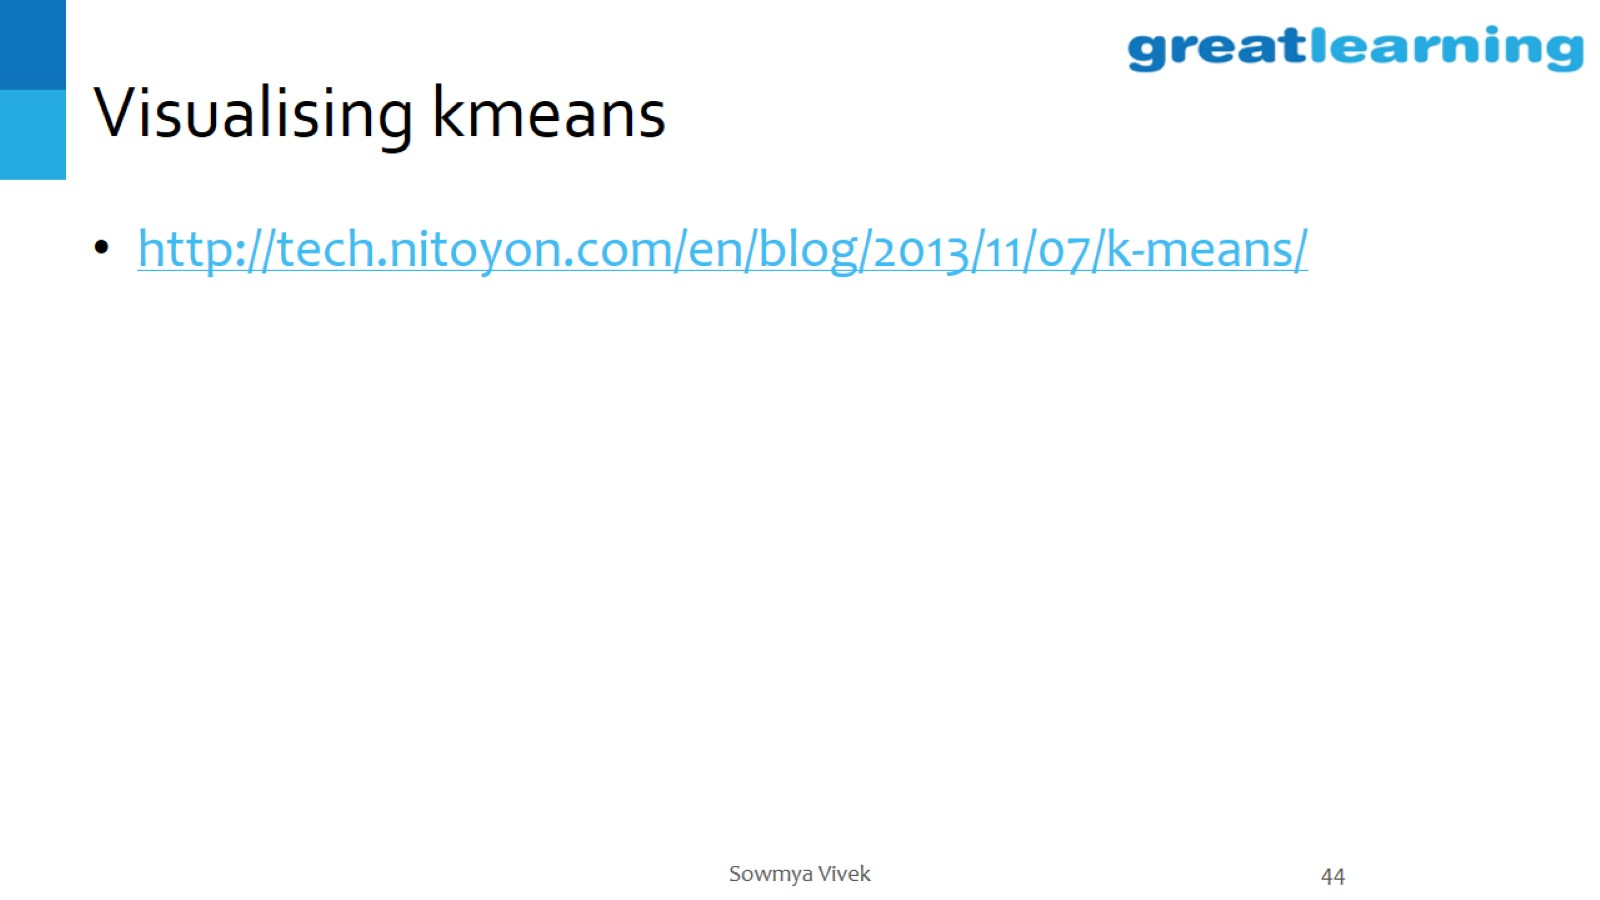 greatlearning
Visualising kmeans
• http://tech.nitoyon.com/en/blog/2013/11/07/k-means/
Sowmya Vivek
44